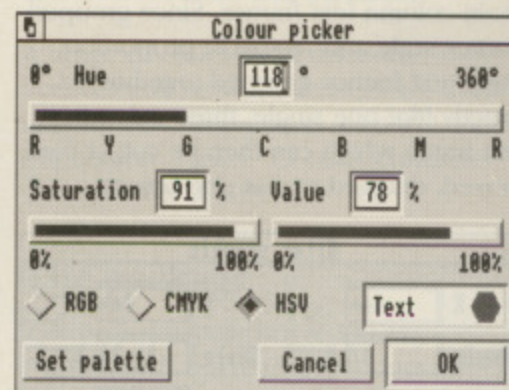 Colour picker
0° Hue 118 ° 360°
R Y G C B M R
Saturation 91 % Value 78 %
0% 100% 0% 100%
RGB CMYK HSV Text
Set palette Cancel OK